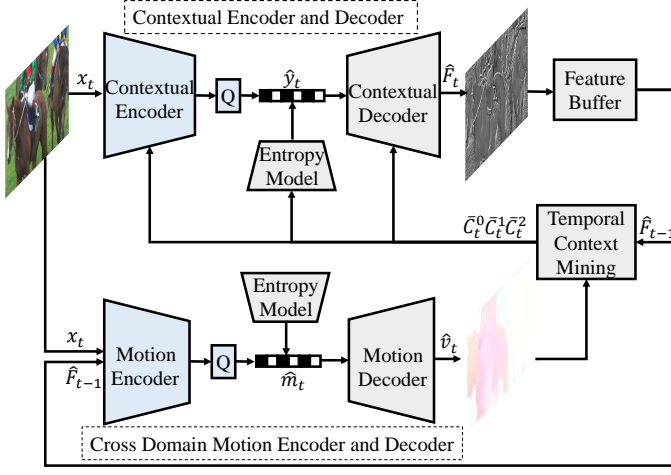 Contextual Encoder and Decoder
x_t
Contextual
Encoder
Q
ŷ_t
Contextual
Decoder
F̂_t
Feature
Buffer
Entropy
Model
C̄_t^0 C̄_t^1 C̄_t^2
Temporal
Context
Mining
F̂_{t-1}
Entropy
Model
x_t
F̂_{t-1}
Motion
Encoder
Q
m̂_t
Motion
Decoder
v̂_t
Cross Domain Motion Encoder and Decoder